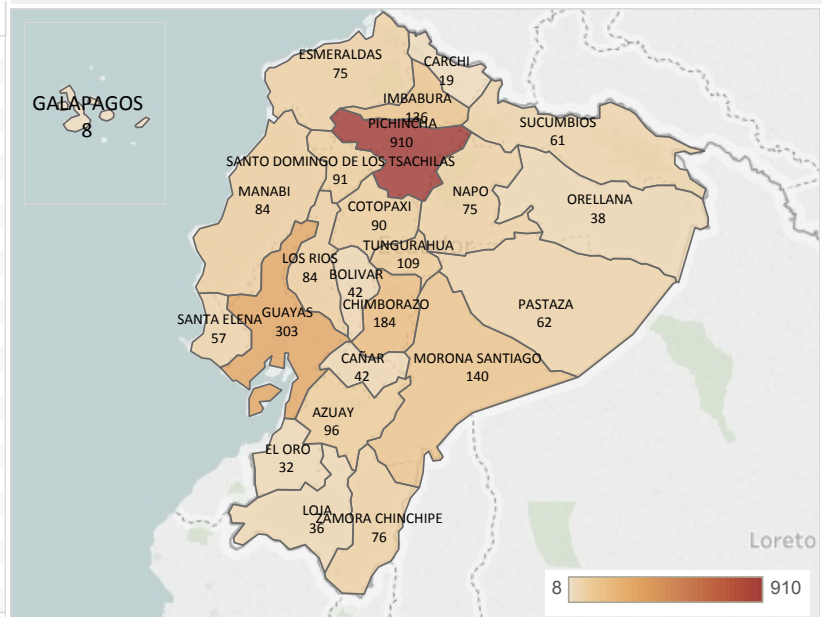 ESMERALDAS
75
CARCHI
19
IMBABURA
136
GALAPAGOS
8
PICHINCHA
910
SUCUMBIOS
61
SANTO DOMINGO DE LOS TSACHILAS
91
MANABI
84
NAPO
75
ORELLANA
38
COTOPAXI
90
Ecuador
TUNGURAHUA
109
LOS RIOS
84
BOLIVAR
42
CHIMBORAZO
184
PASTAZA
62
SANTA ELENA
57
GUAYAS
303
CAÑAR
42
MORONA SANTIAGO
140
AZUAY
96
EL ORO
32
LOJA
36
ZAMORA CHINCHIPE
76
Loreto
8
910